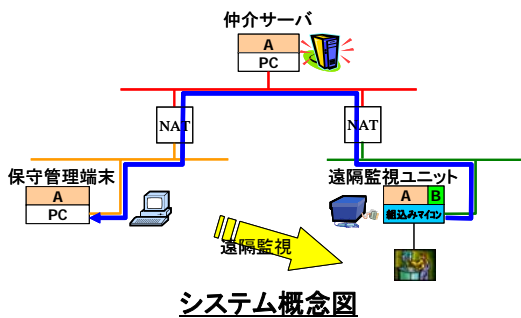 仲介サーバ
A
PC
NAT
NAT
保守管理端末
A
PC
遠隔監視ユニット
A B
組込みマイコン
遠隔監視
システム概念図